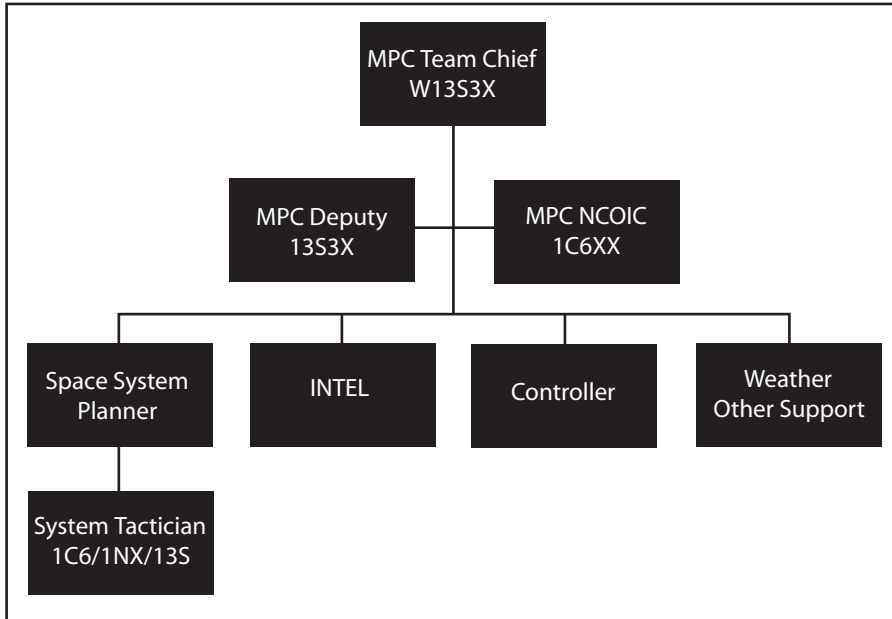 MPC Team Chief
W13S3X
MPC Deputy
13S3X
MPC NCOIC
1C6XX
Space System
Planner
INTEL
Controller
Weather
Other Support
System Tactician
1C6/1NX/13S